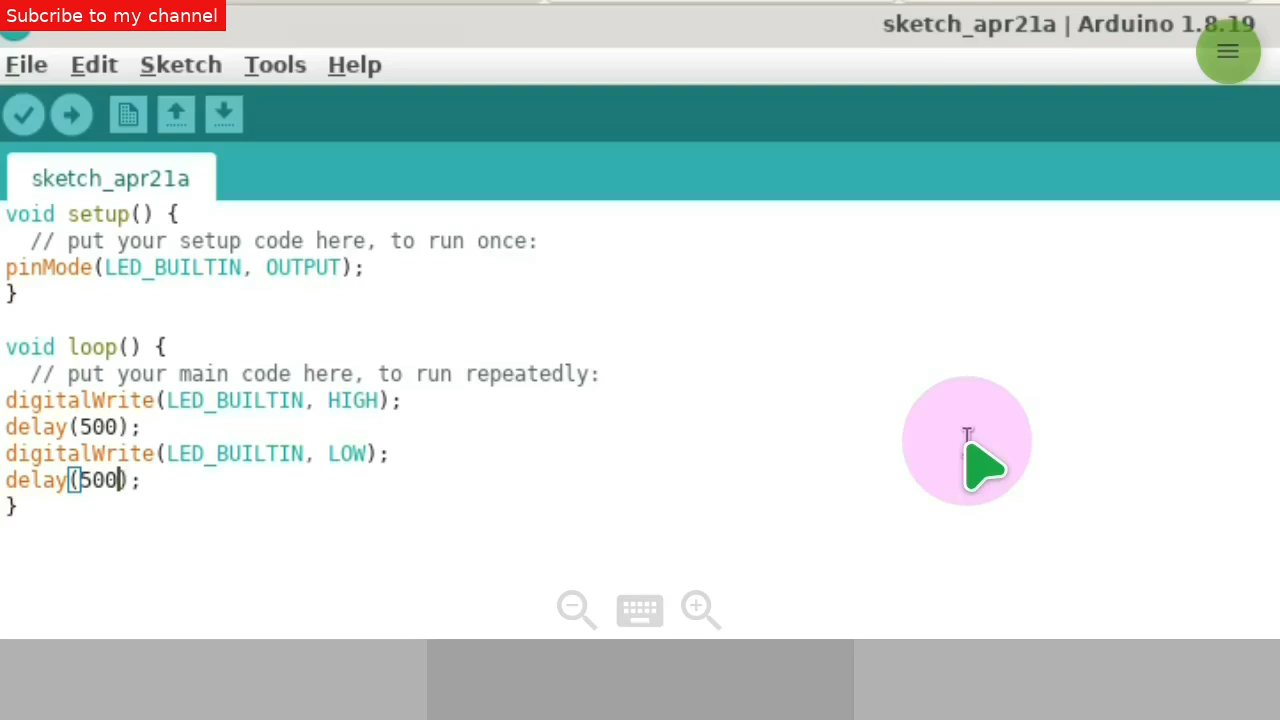 Subcribe to my channel
sketch_apr21a | Arduino 1.8.19
File Edit Sketch Tools Help
sketch_apr21a
void setup() {
  // put your setup code here, to run once:
pinMode(LED_BUILTIN, OUTPUT);
}

void loop() {
  // put your main code here, to run repeatedly:
digitalWrite(LED_BUILTIN, HIGH);
delay(500);
digitalWrite(LED_BUILTIN, LOW);
delay(500);
}